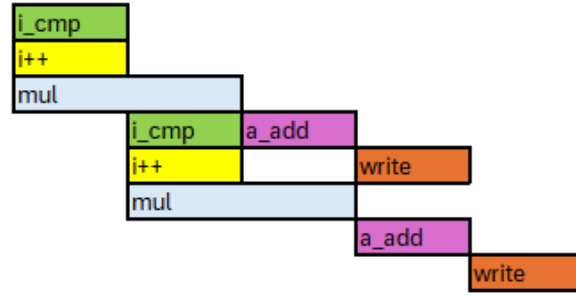 i_cmp
i++
mul
i_cmp a_add
i++ write
mul
a_add
write